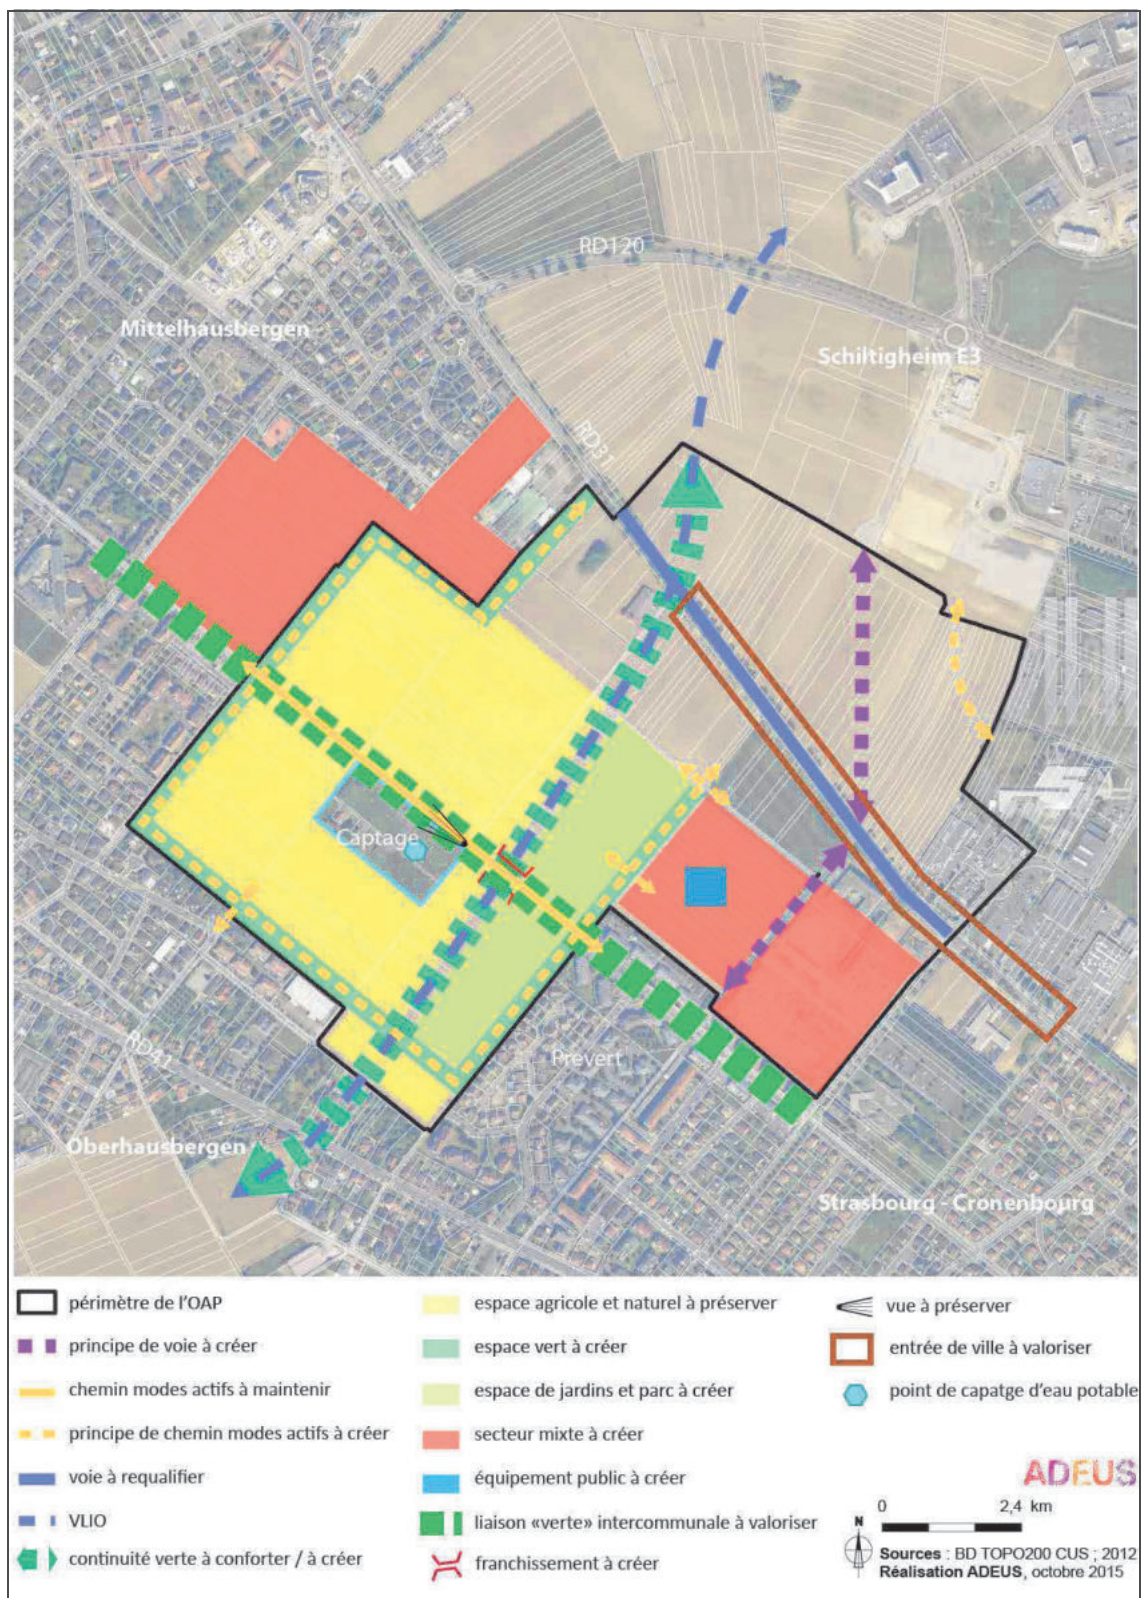 RD120
Mittelhausbergen
Schiltigheim E3
RD31
Captage
RD41
Prévert
Oberhausbergen
Strasbourg - Cronenbourg
périmètre de l'OAP
principe de voie à créer
chemin modes actifs à maintenir
principe de chemin modes actifs à créer
voie à requalifier
VLIO
continuité verte à conforter / à créer
espace agricole et naturel à préserver
espace vert à créer
espace de jardins et parc à créer
secteur mixte à créer
équipement public à créer
liaison «verte» intercommunale à valoriser
franchissement à créer
vue à préserver
entrée de ville à valoriser
point de capatge d'eau potable
ADEUS
0 2,4 km
N
Sources : BD TOPO200 CUS ; 2012
Réalisation ADEUS, octobre 2015